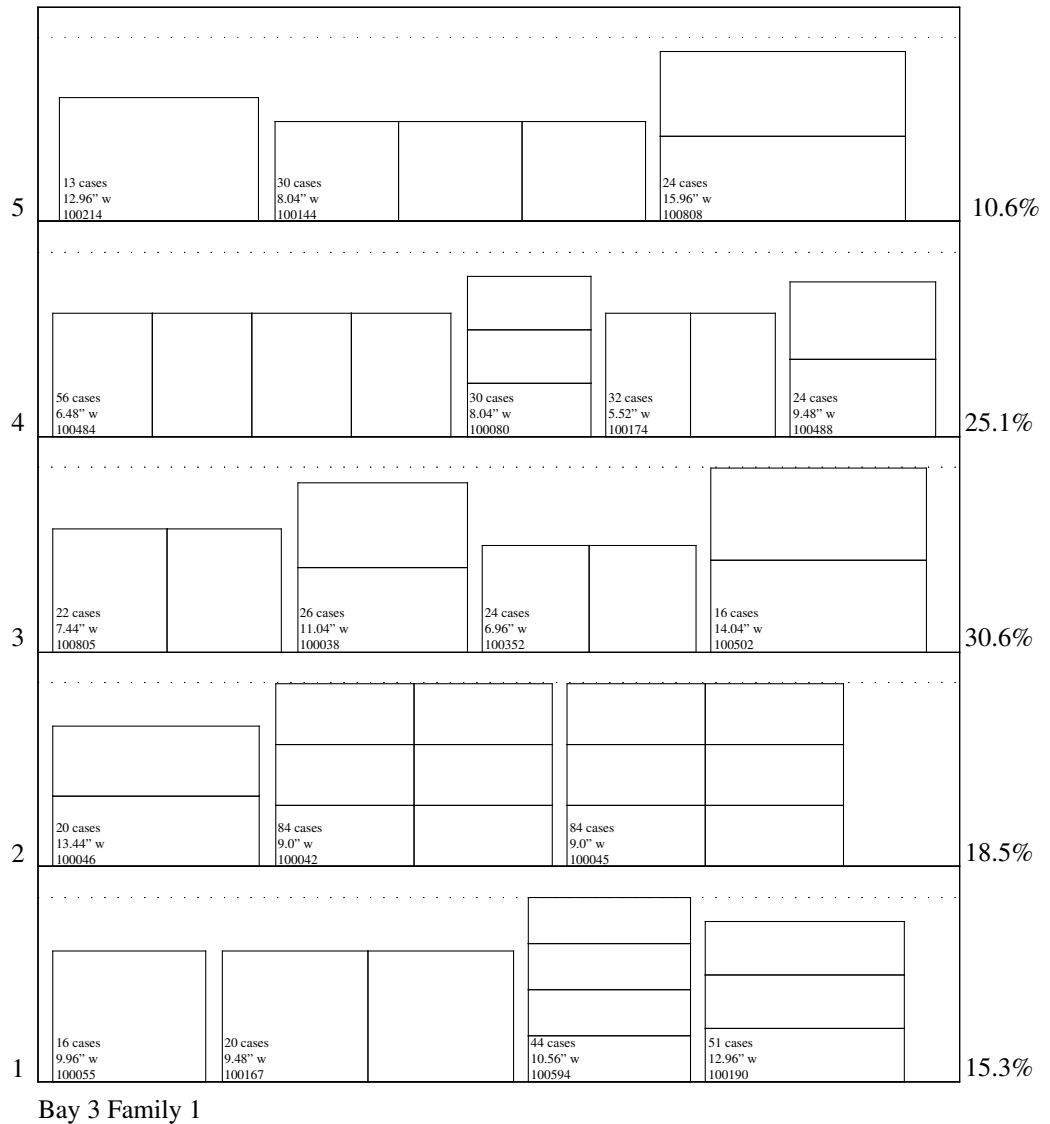 13 cases
12.96” w
100214
30 cases
8.04” w
100144
24 cases
15.96” w
100808
5
10.6%
56 cases
6.48” w
100484
30 cases
8.04” w
100080
32 cases
5.52” w
100174
24 cases
9.48” w
100488
4
25.1%
22 cases
7.44” w
100805
26 cases
11.04” w
100038
24 cases
6.96” w
100352
16 cases
14.04” w
100502
3
30.6%
20 cases
13.44” w
100046
84 cases
9.0” w
100042
84 cases
9.0” w
100045
2
18.5%
16 cases
9.96” w
100055
20 cases
9.48” w
100167
44 cases
10.56” w
100594
51 cases
12.96” w
100190
1
15.3%
Bay 3 Family 1